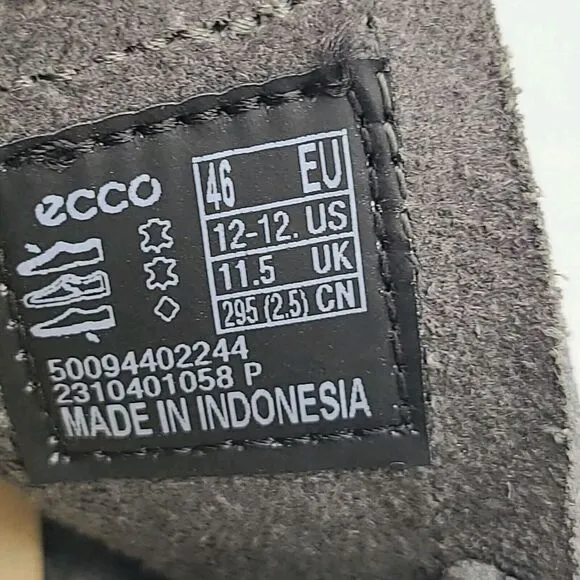 ecco
46 EU
12-12. US
11.5 UK
295 (2.5) CN
50094402244
2310401058 P
MADE IN INDONESIA